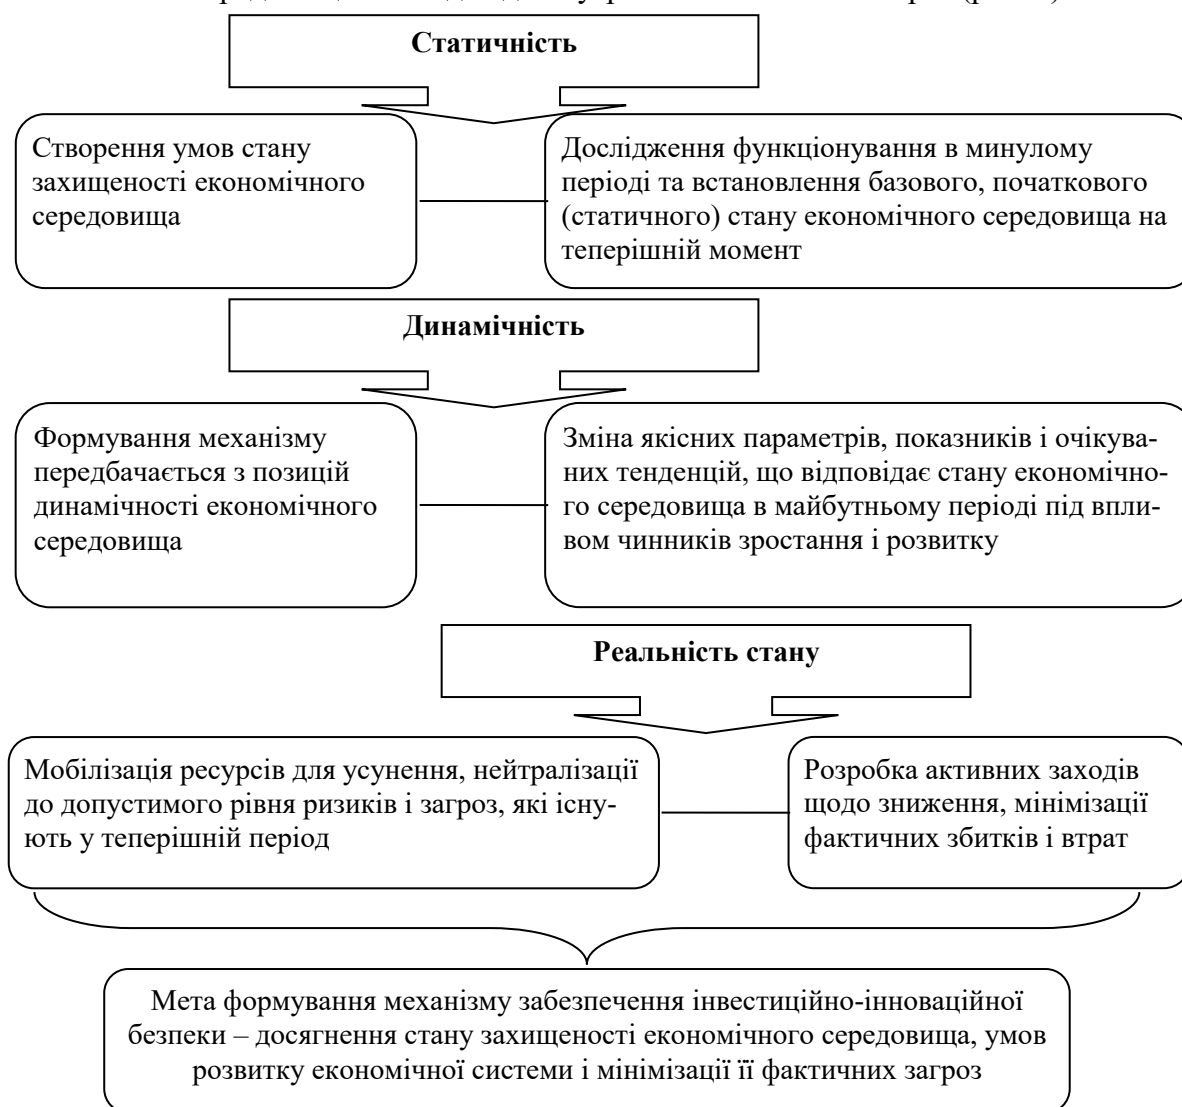 Статичність
Створення умов стану
захищеності економічного
середовища
Дослідження функціонування в минулому
періоді та встановлення базового, початкового
(статичного) стану економічного середовища на
теперішній момент
Динамічність
Формування механізму
передбачається з позицій
динамічності економічного
середовища
Зміна якісних параметрів, показників і очікува-
них тенденцій, що відповідає стану економічно-
го середовища в майбутньому періоді під впли-
вом чинників зростання і розвитку
Реальність стану
Мобілізація ресурсів для усунення, нейтралізації
до допустимого рівня ризиків і загроз, які існу-
ють у теперішній період
Розробка активних заходів
щодо зниження, мінімізації
фактичних збитків і втрат
Мета формування механізму забезпечення інвестиційно-інноваційної
безпеки – досягнення стану захищеності економічного середовища, умов
розвитку економічної системи і мінімізації її фактичних загроз